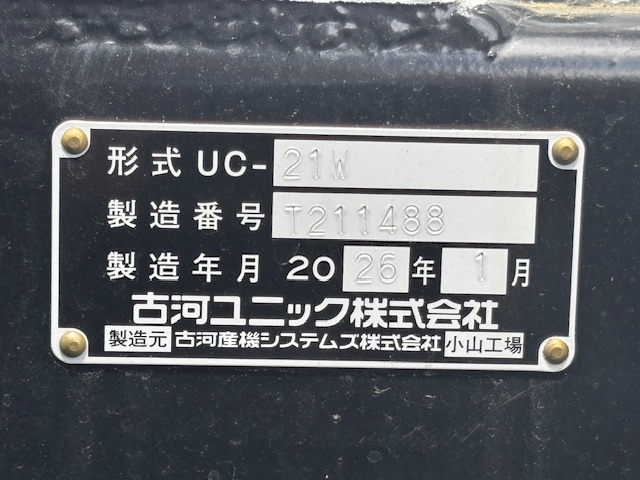 形式 UC- 21W
製造番号 T211488
製造年月 2026年 1月
古河ユニック株式会社
製造元 古河産機システムズ株式会社 小山工場